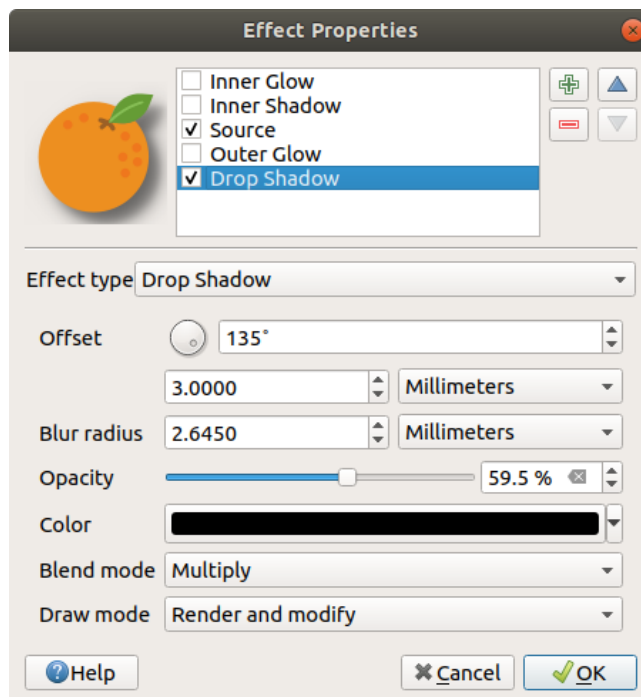 Effect Properties
Inner Glow
Inner Shadow
Source
Outer Glow
Drop Shadow
Effect type Drop Shadow
Offset 135°
3.0000 Millimeters
Blur radius 2.6450 Millimeters
Opacity 59.5 %
Color
Blend mode Multiply
Draw mode Render and modify
Help Cancel OK